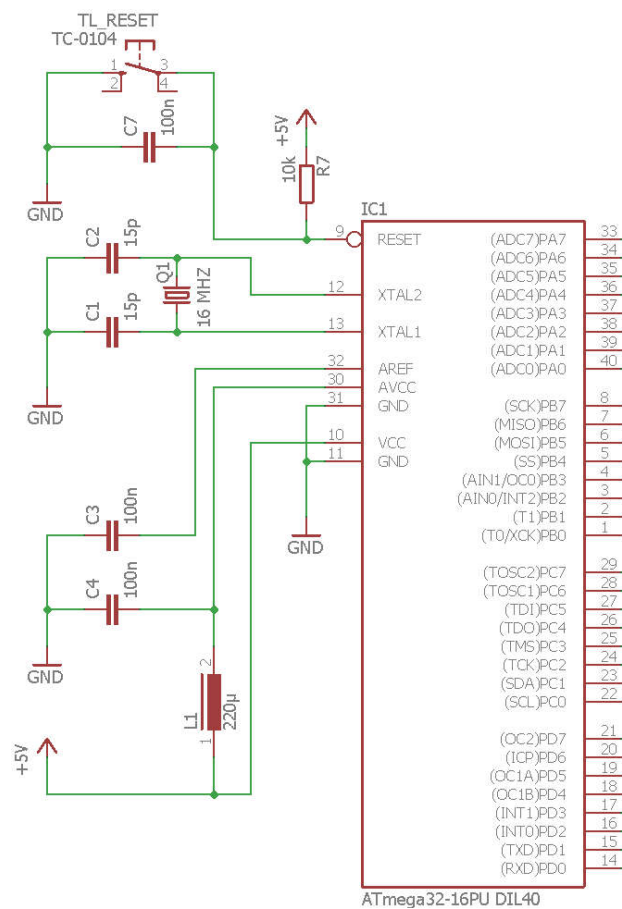 TL_RESET
TC-0104
1
3
2
4
C7
100n
+5V
10k
R7
GND
IC1
C2
15p
Q1
16 MHZ
C1
15p
GND
9
RESET
12
XTAL2
13
XTAL1
32
AREF
30
AVCC
31
GND
10
VCC
11
GND
(ADC7)PA7
33
(ADC6)PA6
34
(ADC5)PA5
35
(ADC4)PA4
36
(ADC3)PA3
37
(ADC2)PA2
38
(ADC1)PA1
39
(ADC0)PA0
40
(SCK)PB7
8
(MISO)PB6
7
(MOSI)PB5
6
(SS)PB4
5
(AIN1/OC0)PB3
4
(AIN0/INT2)PB2
3
(T1)PB1
2
(T0/XCK)PB0
1
(TOSC2)PC7
29
(TOSC1)PC6
28
(TDI)PC5
27
(TDO)PC4
26
(TMS)PC3
25
(TCK)PC2
24
(SDA)PC1
23
(SCL)PC0
22
(OC2)PD7
21
(ICP)PD6
20
(OC1A)PD5
19
(OC1B)PD4
18
(INT1)PD3
17
(INT0)PD2
16
(TXD)PD1
15
(RXD)PD0
14
GND
C3
100n
C4
100n
GND
2
L1
220µ
1
+5V
ATmega32-16PU DIL40